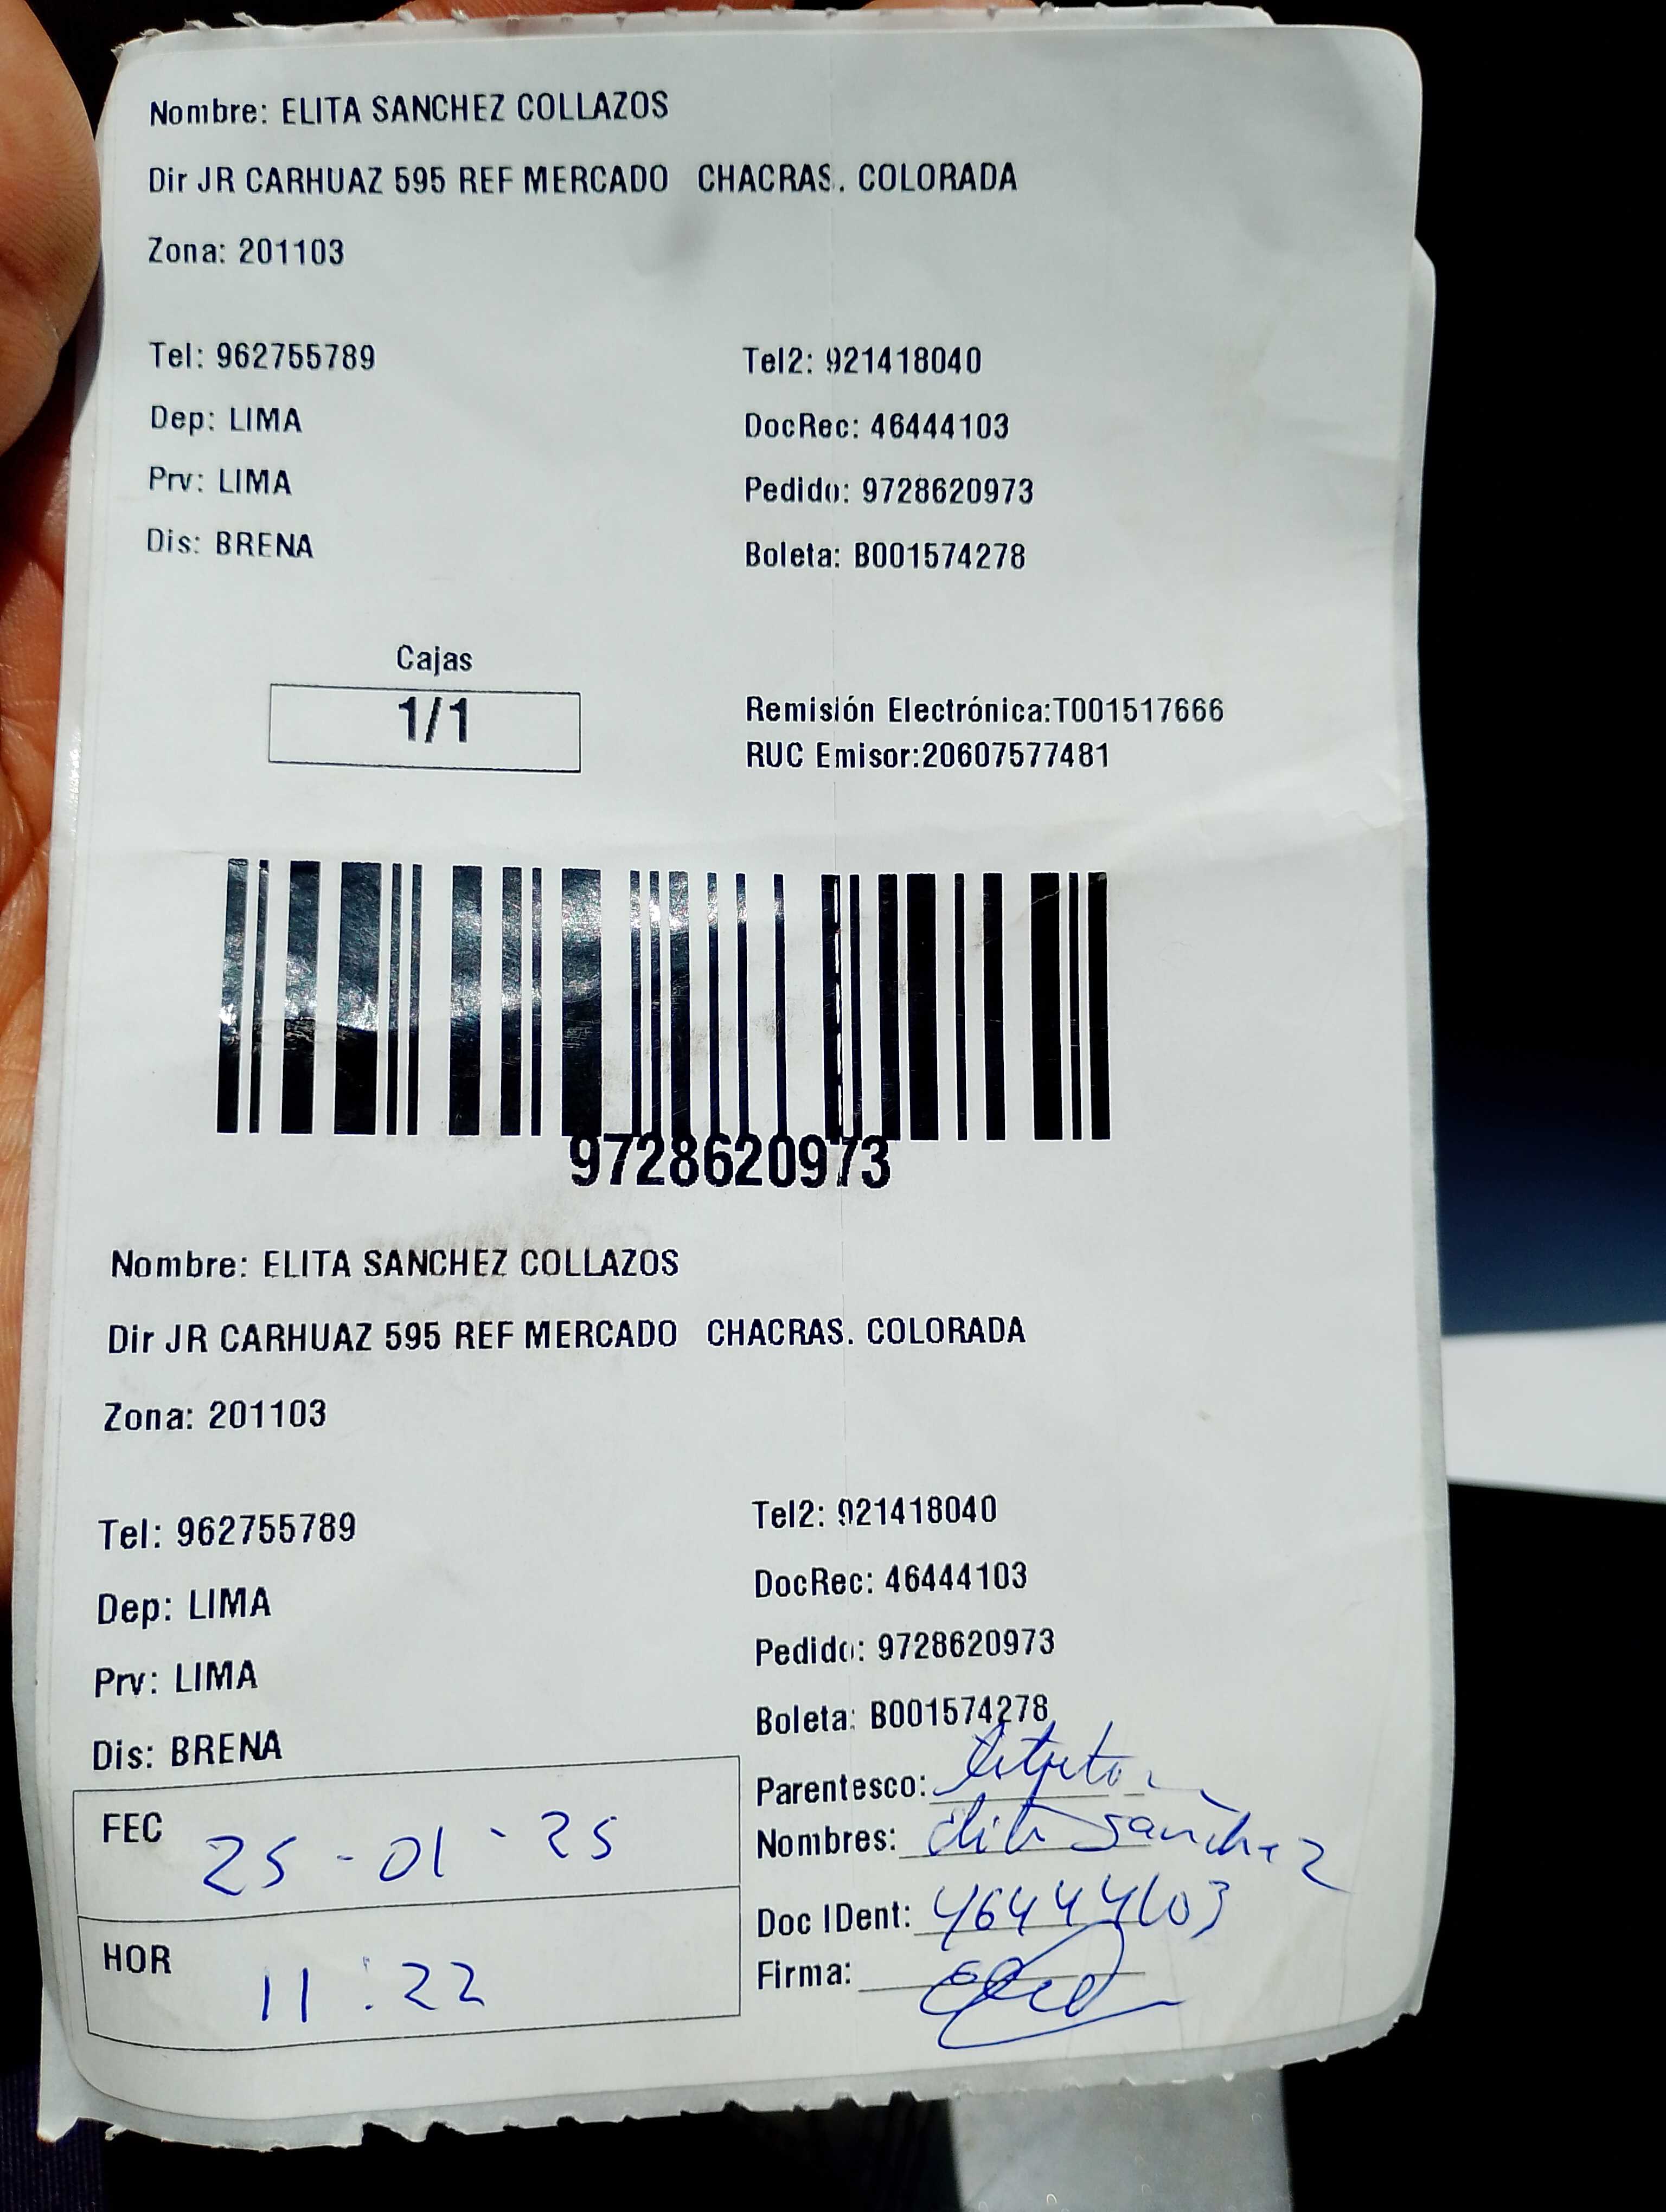 Nombre: ELITA SANCHEZ COLLAZOS
Dir JR CARHUAZ 595 REF MERCADO CHACRAS. COLORADA
Zona: 201103
Tel: 962755789 Tel2: 921418040
Dep: LIMA DocRec: 46444103
Prv: LIMA Pedido: 9728620973
Dis: BRENA Boleta: B001574278
Cajas
1/1
Remisión Electrónica:T001517666
RUC Emisor:20607577481
9728620973
Nombre: ELITA SANCHEZ COLLAZOS
Dir JR CARHUAZ 595 REF MERCADO CHACRAS. COLORADA
Zona: 201103
Tel: 962755789 Tel2: 921418040
Dep: LIMA DocRec: 46444103
Prv: LIMA Pedido: 9728620973
Dis: BRENA Boleta: B001574278
Parentesco:
FEC 25-01-25
Nombres: Sanchez
Doc IDent: 46444103
HOR 11:22
Firma: